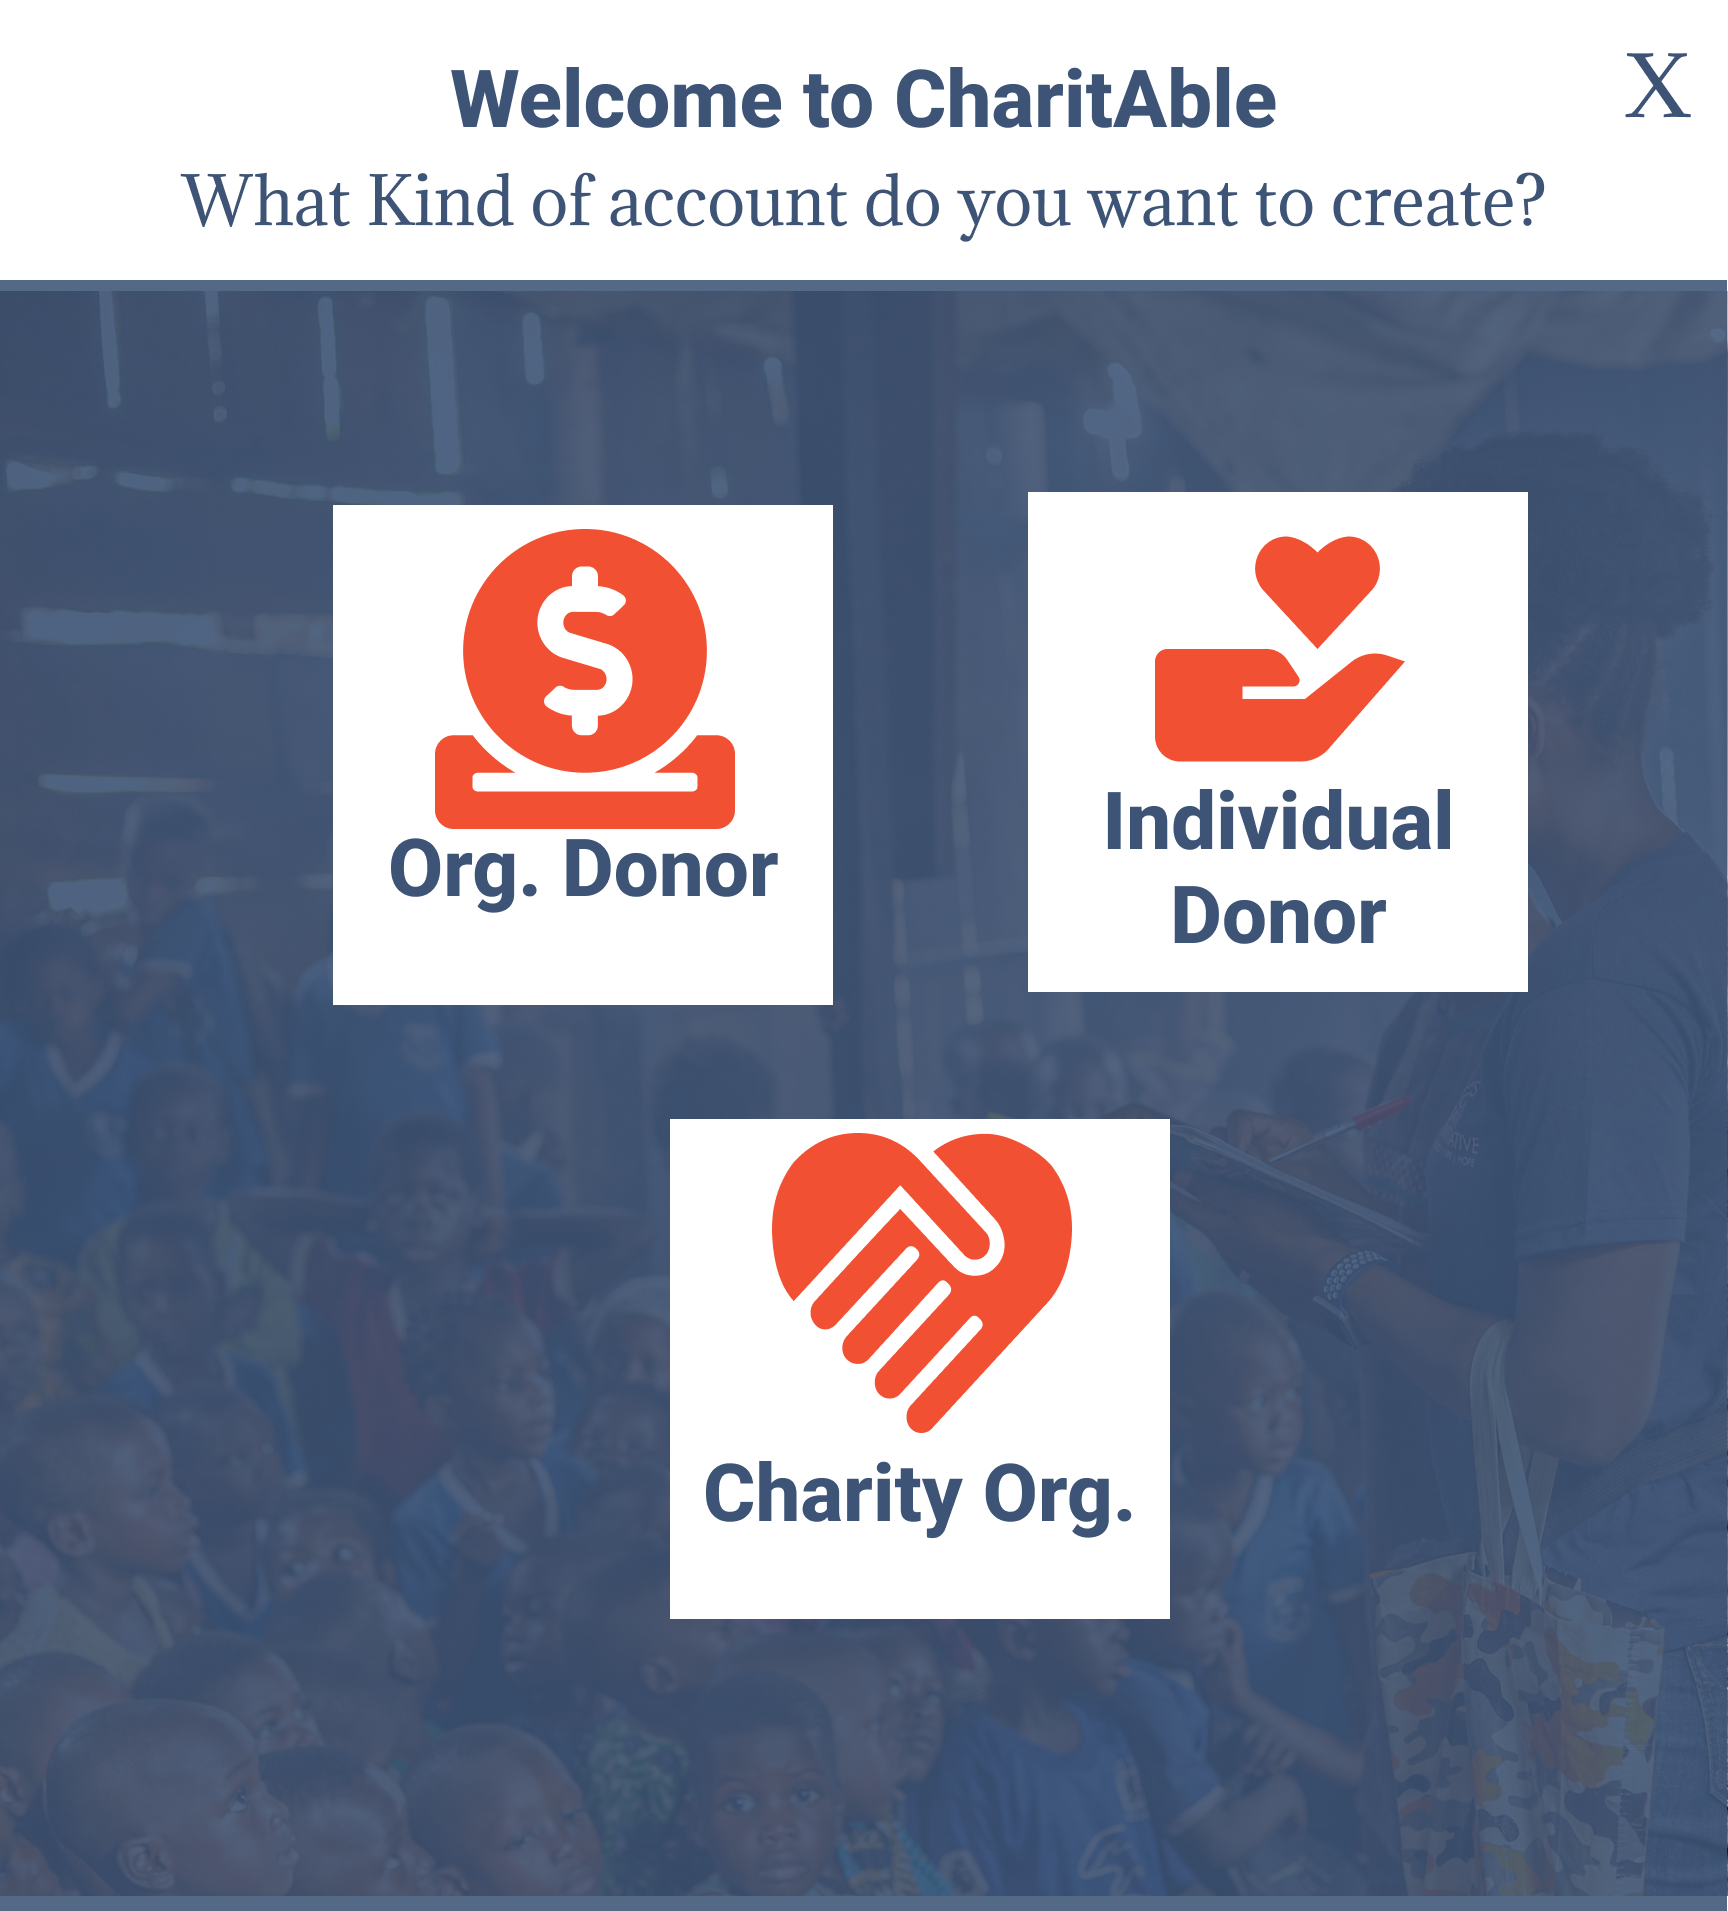 Welcome to CharitAble
X
What Kind of account do you want to create?
$
Org. Donor
Individual
Donor
Charity Org.